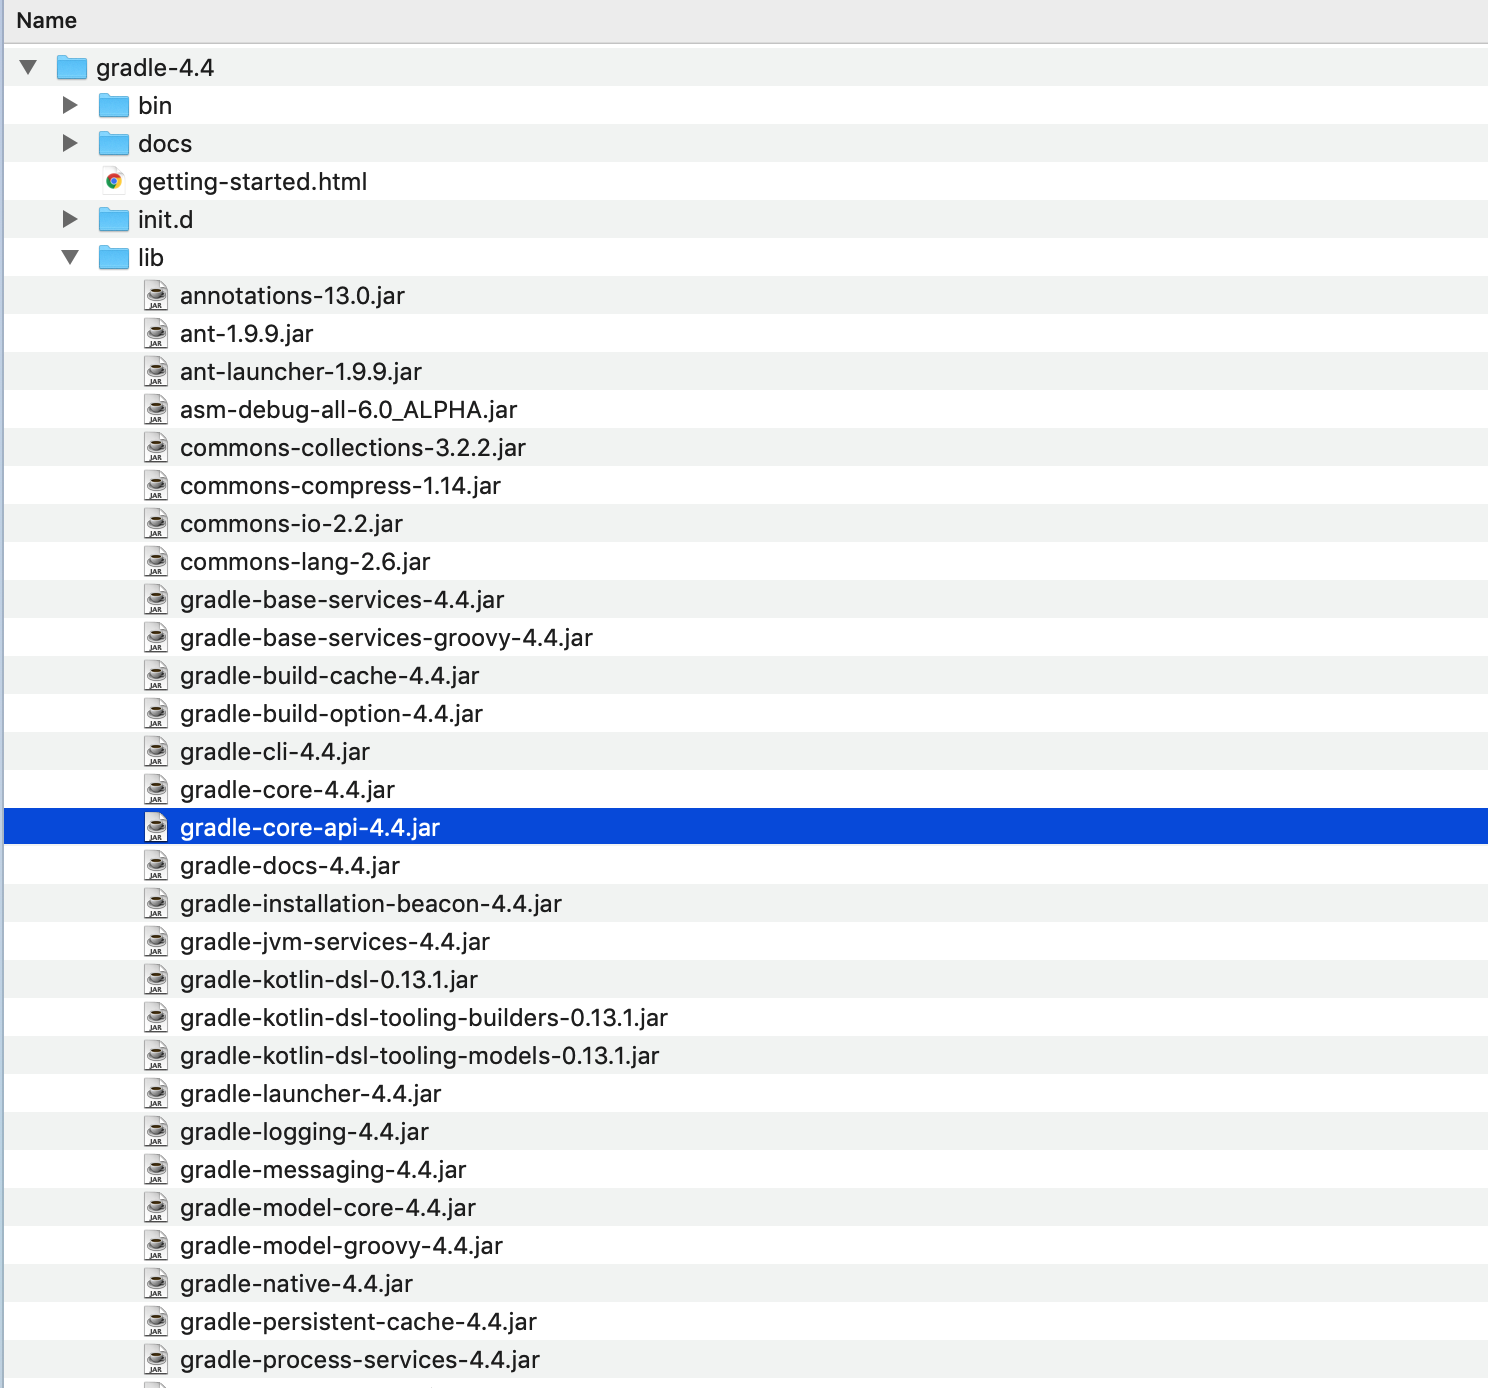 Name
gradle-4.4
bin
docs
getting-started.html
init.d
lib
annotations-13.0.jar
ant-1.9.9.jar
ant-launcher-1.9.9.jar
asm-debug-all-6.0_ALPHA.jar
commons-collections-3.2.2.jar
commons-compress-1.14.jar
commons-io-2.2.jar
commons-lang-2.6.jar
gradle-base-services-4.4.jar
gradle-base-services-groovy-4.4.jar
gradle-build-cache-4.4.jar
gradle-build-option-4.4.jar
gradle-cli-4.4.jar
gradle-core-4.4.jar
gradle-core-api-4.4.jar
gradle-docs-4.4.jar
gradle-installation-beacon-4.4.jar
gradle-jvm-services-4.4.jar
gradle-kotlin-dsl-0.13.1.jar
gradle-kotlin-dsl-tooling-builders-0.13.1.jar
gradle-kotlin-dsl-tooling-models-0.13.1.jar
gradle-launcher-4.4.jar
gradle-logging-4.4.jar
gradle-messaging-4.4.jar
gradle-model-core-4.4.jar
gradle-model-groovy-4.4.jar
gradle-native-4.4.jar
gradle-persistent-cache-4.4.jar
gradle-process-services-4.4.jar